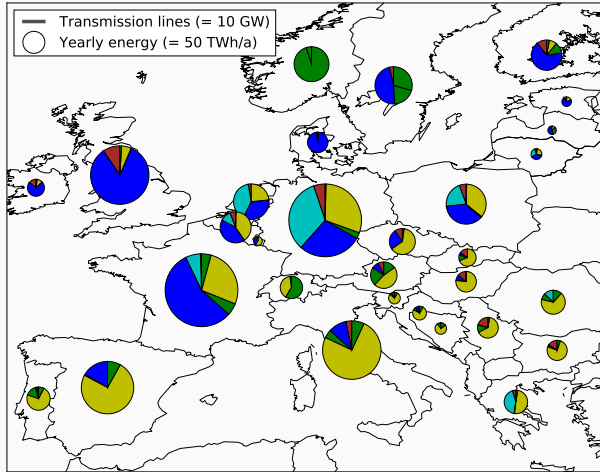 Transmission lines (= 10 GW)
Yearly energy (= 50 TWh/a)